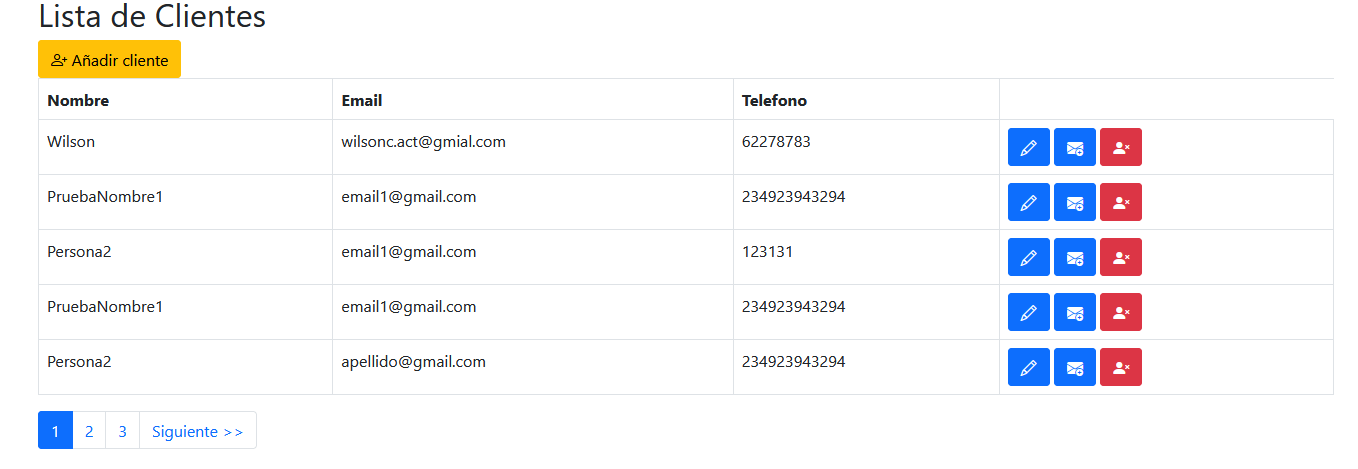 Lista de Clientes
Añadir cliente
Nombre Email Telefono
Wilson wilsonc.act@gmial.com 62278783
PruebaNombre1 email1@gmail.com 234923943294
Persona2 email1@gmail.com 123131
PruebaNombre1 email1@gmail.com 234923943294
Persona2 apellido@gmail.com 234923943294
1 2 3 Siguiente >>